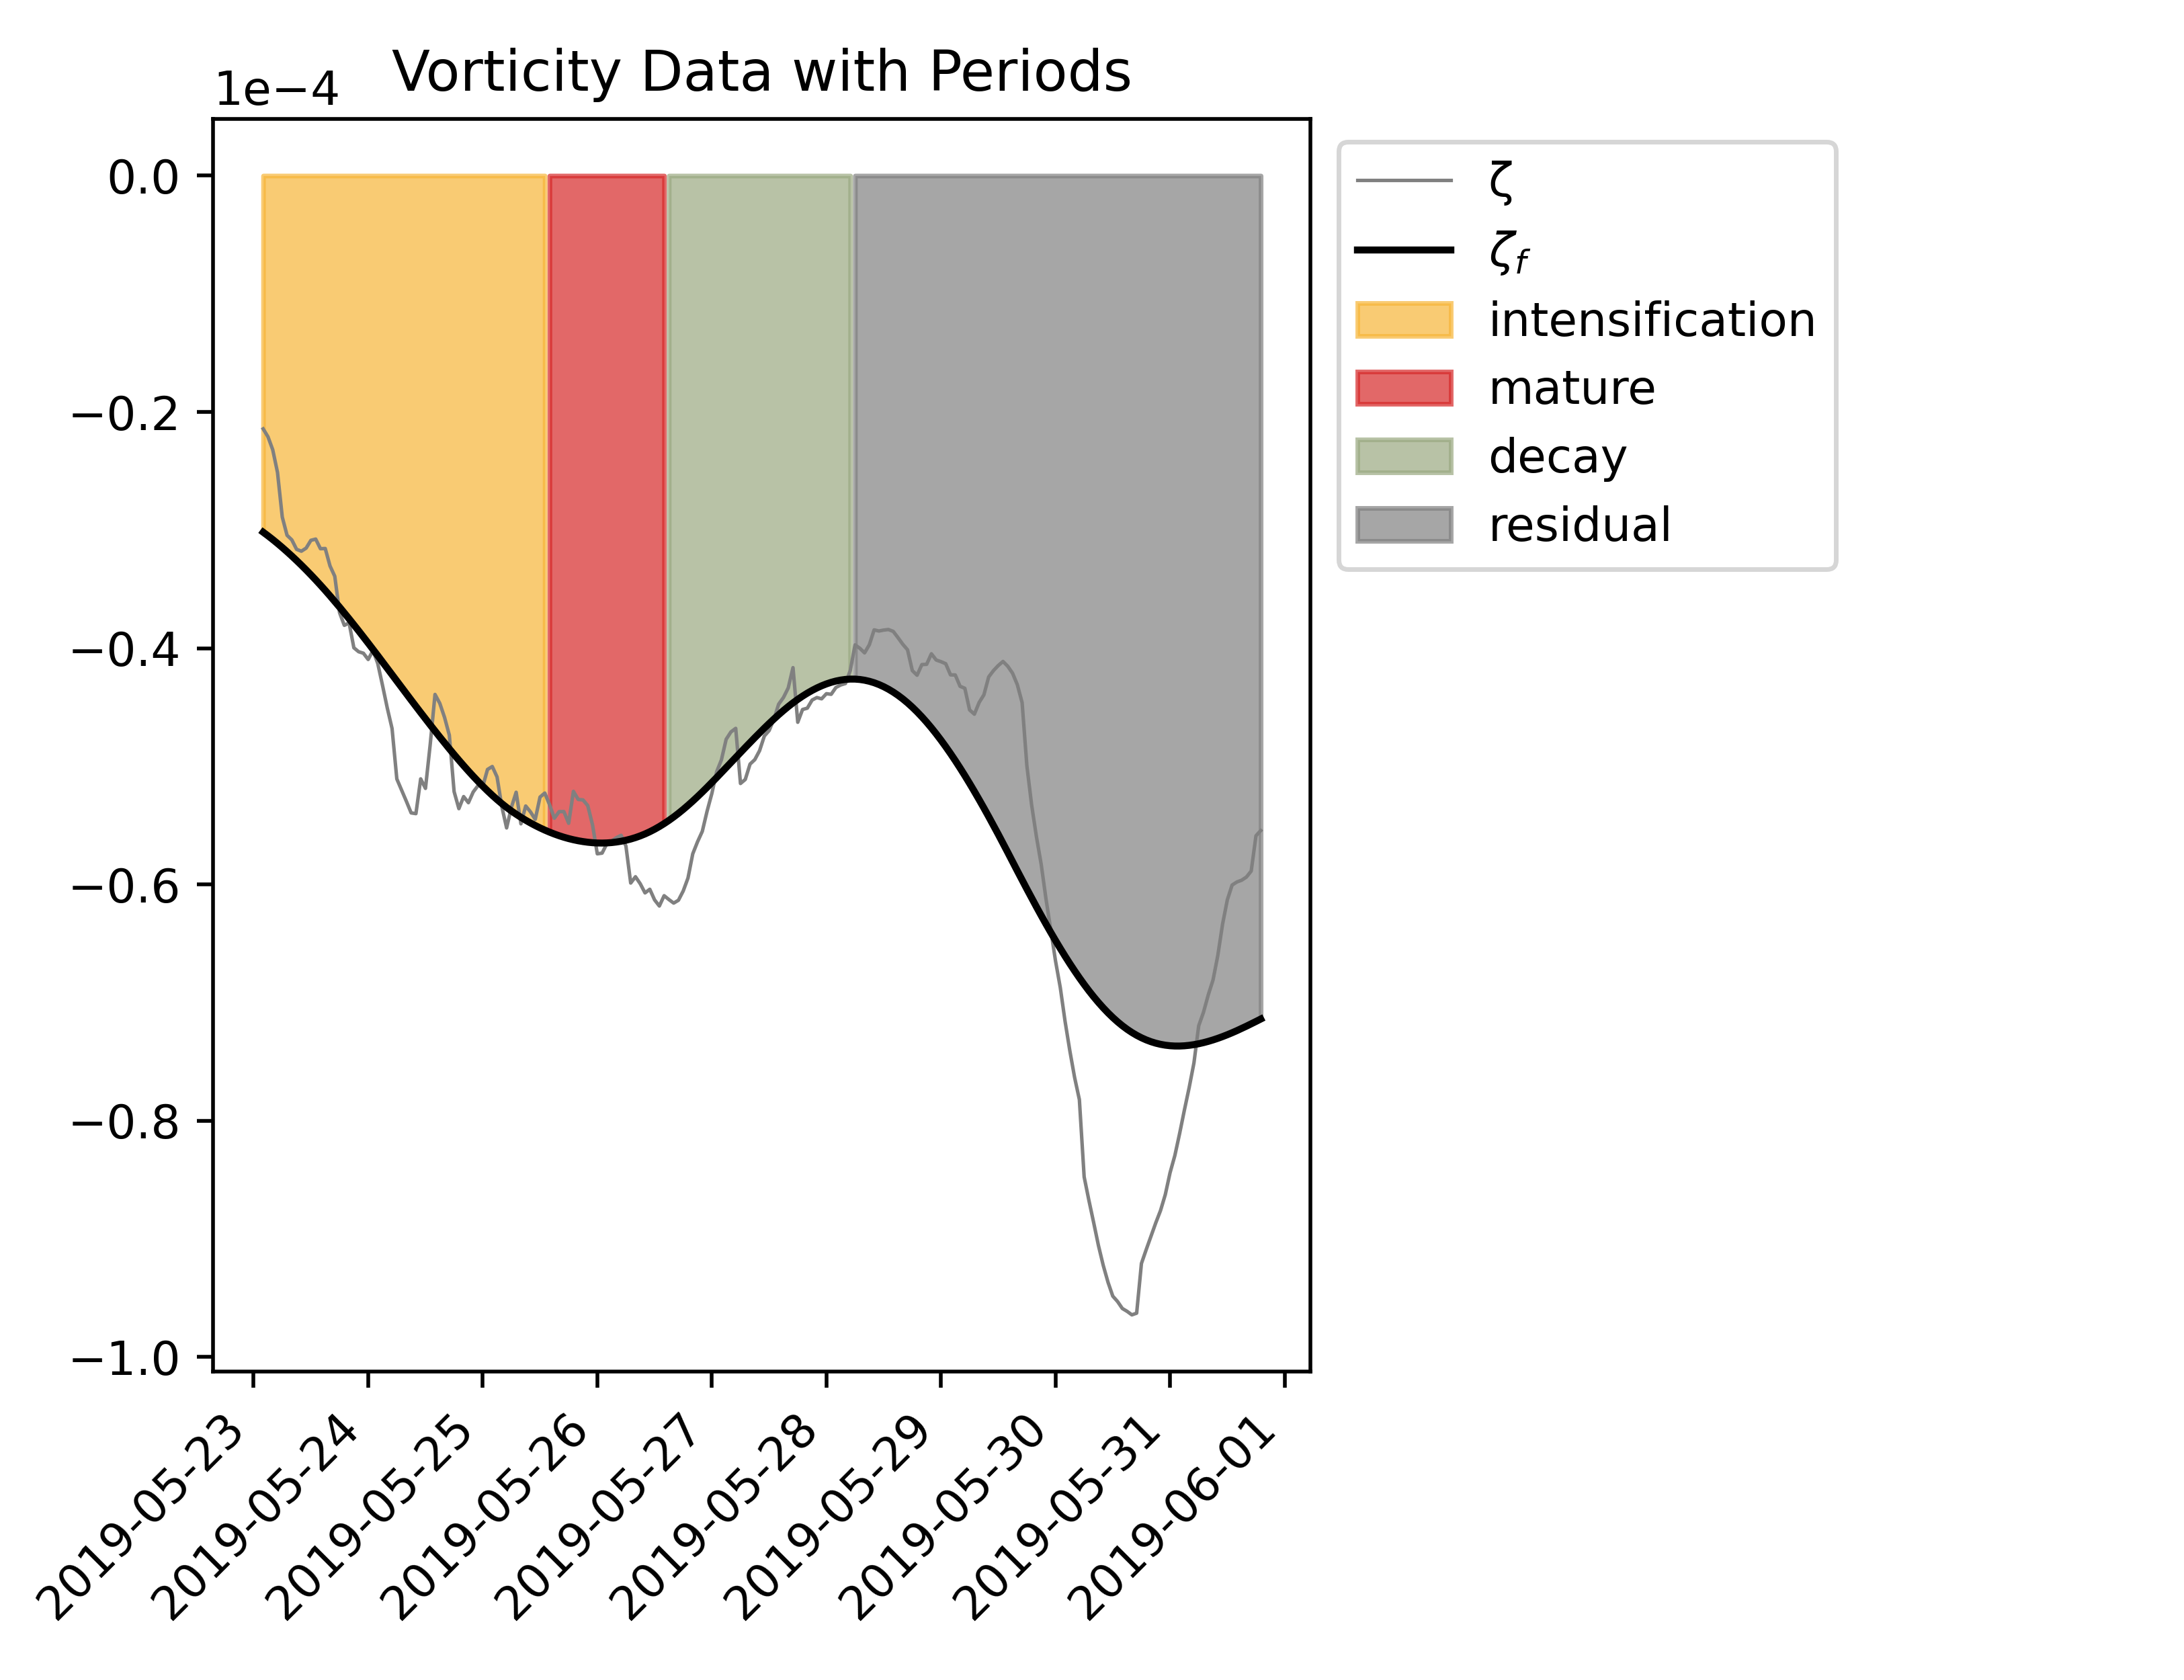 Vorticity Data with Periods
1e−4
0.0
−0.2
−0.4
−0.6
−0.8
−1.0
2019-05-23
2019-05-24
2019-05-25
2019-05-26
2019-05-27
2019-05-28
2019-05-29
2019-05-30
2019-05-31
2019-06-01
ζ
ζf
intensification
mature
decay
residual